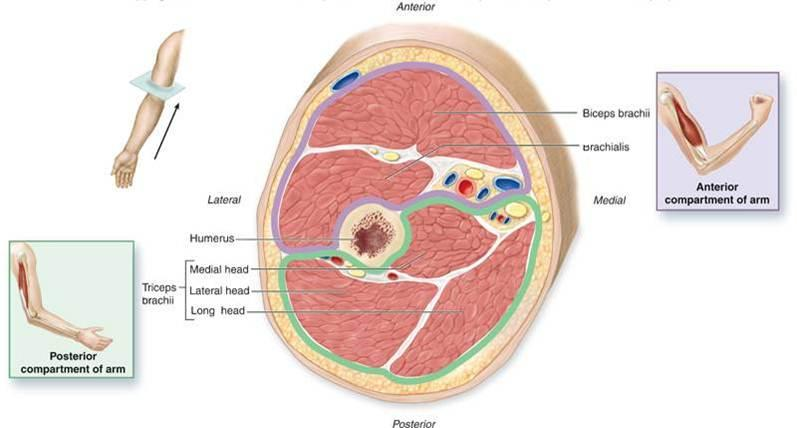 Anterior
Biceps brachii
Brachialis
Anterior
compartment of arm
Lateral
Medial
Humerus
Medial head
Triceps
brachii
Lateral head
Long head
Posterior
compartment of arm
Posterior